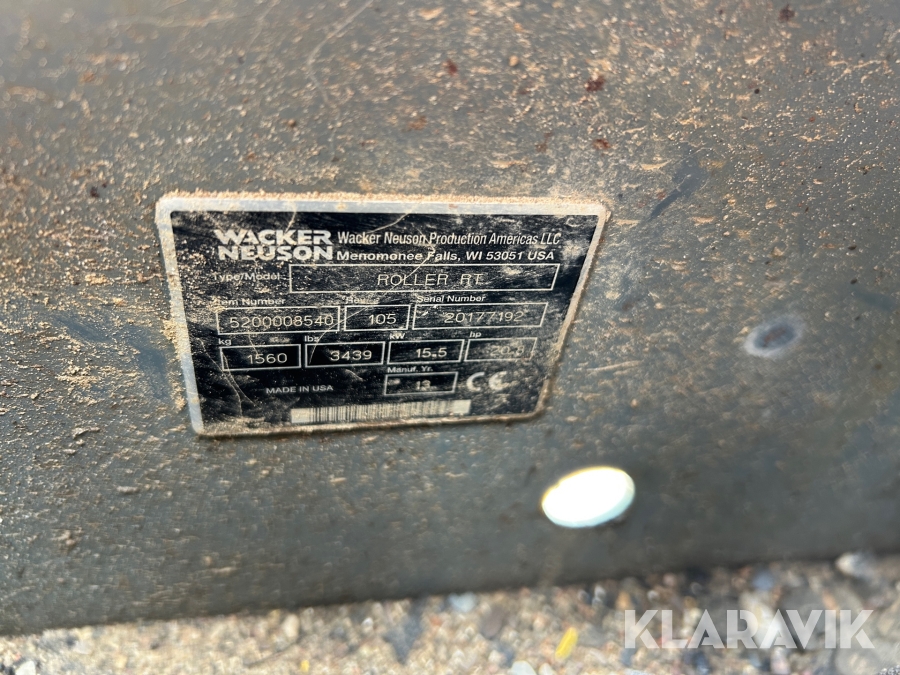 WACKER NEUSON
Wacker Neuson Production Americas LLC
Menomonee Falls, WI 53051 USA
Type/Model ROLLER RT
Item Number Rev. Serial Number
5200008540 105 20177192
kg lbs kW hp
1560 3439 15.5
Manuf. Yr.
MADE IN USA 13 CE
KLARAVIK